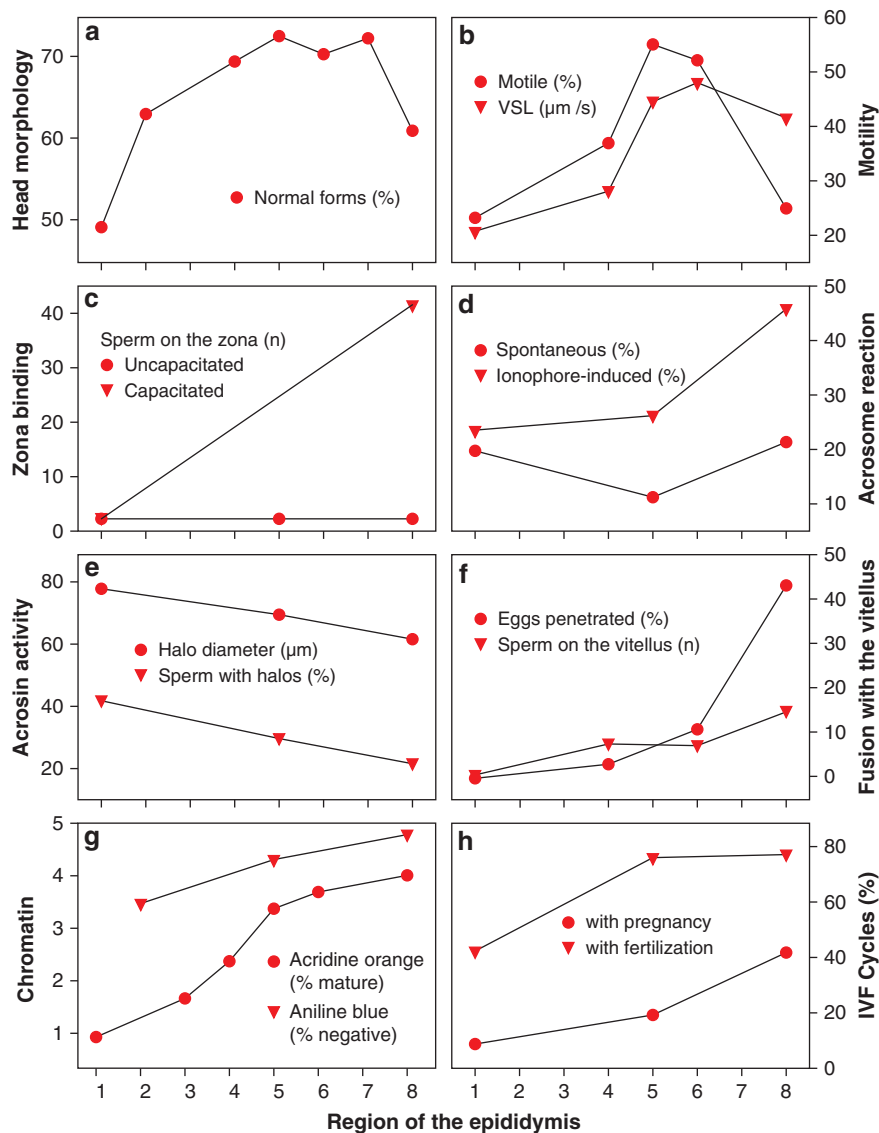 a
Head morphology
70
60
50
Normal forms (%)
b
Motile (%)
VSL (µm /s)
60
50
40
30
20
Motility
c
Zona binding
40
30
20
10
0
Sperm on the zona (n)
Uncapacitated
Capacitated
d
Spontaneous (%)
Ionophore-induced (%)
50
40
30
20
10
Acrosome reaction
e
Acrosin activity
80
60
40
20
Halo diameter (µm)
Sperm with halos (%)
f
Eggs penetrated (%)
Sperm on the vitellus (n)
50
40
30
20
10
0
Fusion with the vitellus
g
Chromatin
5
4
3
2
1
Acridine orange
(% mature)
Aniline blue
(% negative)
h
with pregnancy
with fertilization
80
60
40
20
0
IVF Cycles (%)
1 2 3 4 5 6 7 8
1 2 3 4 5 6 7 8
Region of the epididymis